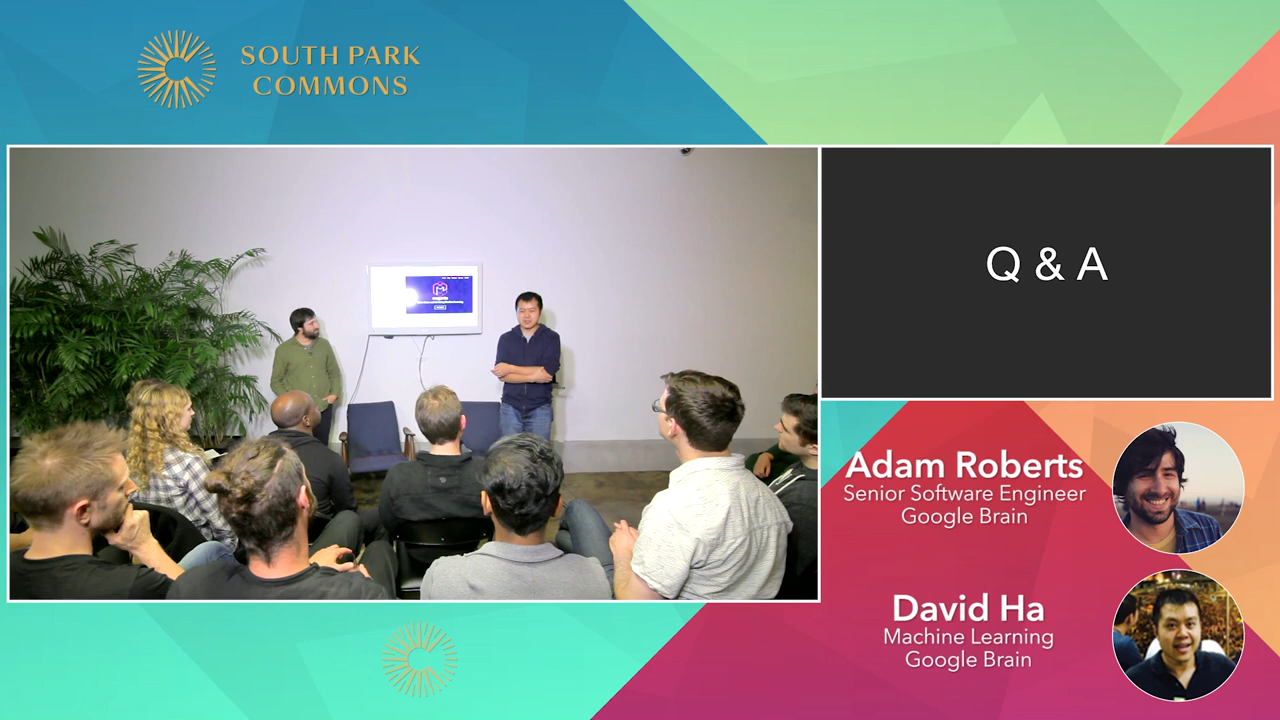 SOUTH PARK
COMMONS
Q & A
Adam Roberts
Senior Software Engineer
Google Brain
David Ha
Machine Learning
Google Brain